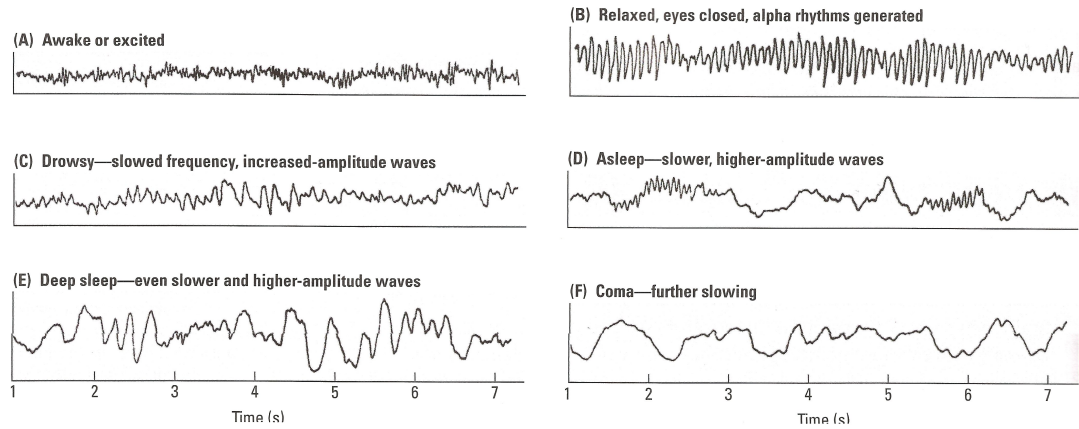 (A) Awake or excited
(B) Relaxed, eyes closed, alpha rhythms generated
(C) Drowsy—slowed frequency, increased-amplitude waves
(D) Asleep—slower, higher-amplitude waves
(E) Deep sleep—even slower and higher-amplitude waves
(F) Coma—further slowing
1 2 3 4 5 6 7
Time (s)
1 2 3 4 5 6 7
Time (s)